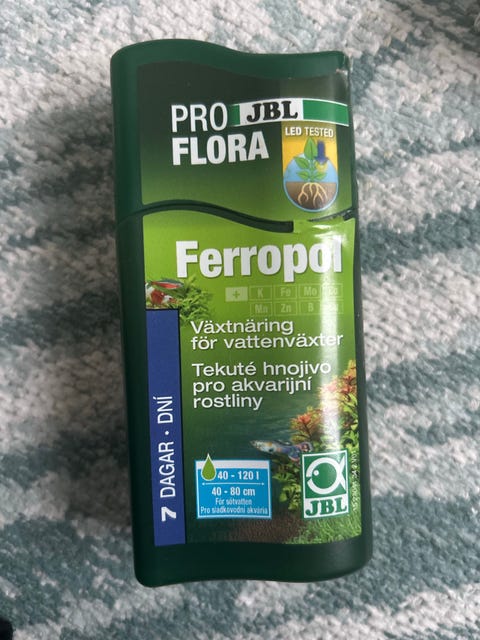 PRO JBL
FLORA
LED TESTED
Ferropol
+ K Fe Mo Co
Mn Zn B
Växtnäring
för vattenväxter
Tekuté hnojivo
pro akvarijní
rostliny
7 DAGAR · DNÍ
40 - 120 l
40 - 80 cm
För sötvatten
Pro sladkovodní akvária
JBL